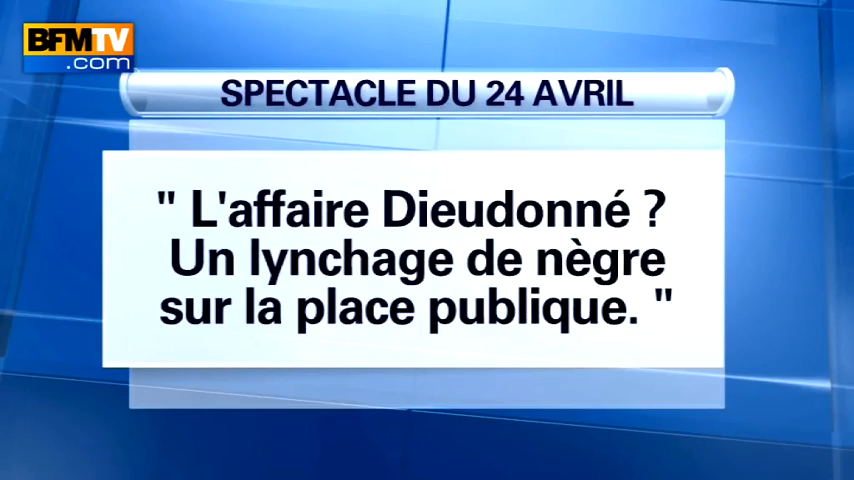 BFMTV
.com
SPECTACLE DU 24 AVRIL
" L'affaire Dieudonné ?
Un lynchage de nègre
sur la place publique. "